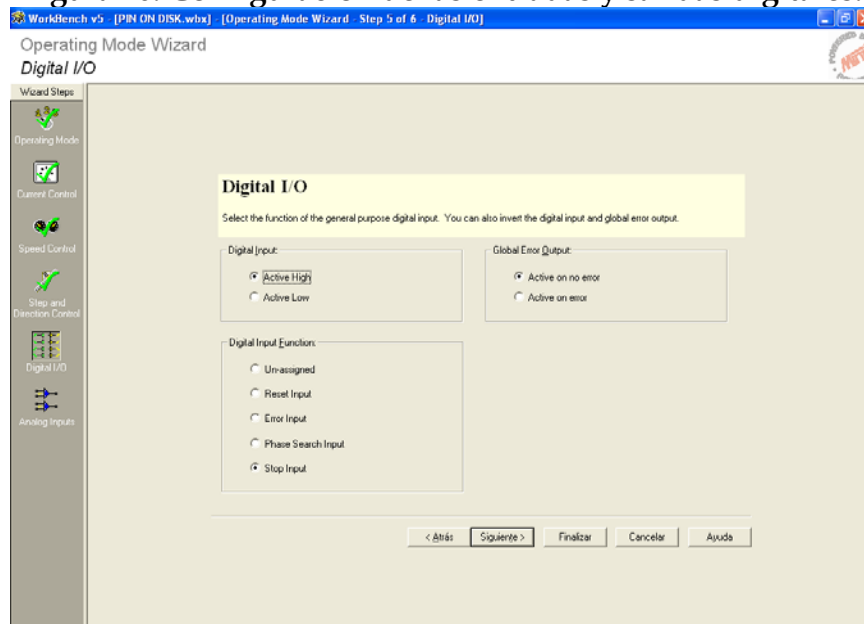 WorkBench v5 - [PIN ON DISK.wbx] - [Operating Mode Wizard - Step 5 of 6 - Digital I/O]
Operating Mode Wizard
Digital I/O
Wizard Steps
Operating Mode
Current Control
Speed Control
Step and
Direction Control
Digital I/O
Analog Inputs
Digital I/O
Select the function of the general purpose digital input. You can also invert the digital input and global error output.
Digital Input:
Active High
Active Low
Global Error Output:
Active on no error
Active on error
Digital Input Function:
Un-assigned
Reset Input
Error Input
Phase Search Input
Stop Input
< Atrás
Siguiente >
Finalizar
Cancelar
Ayuda